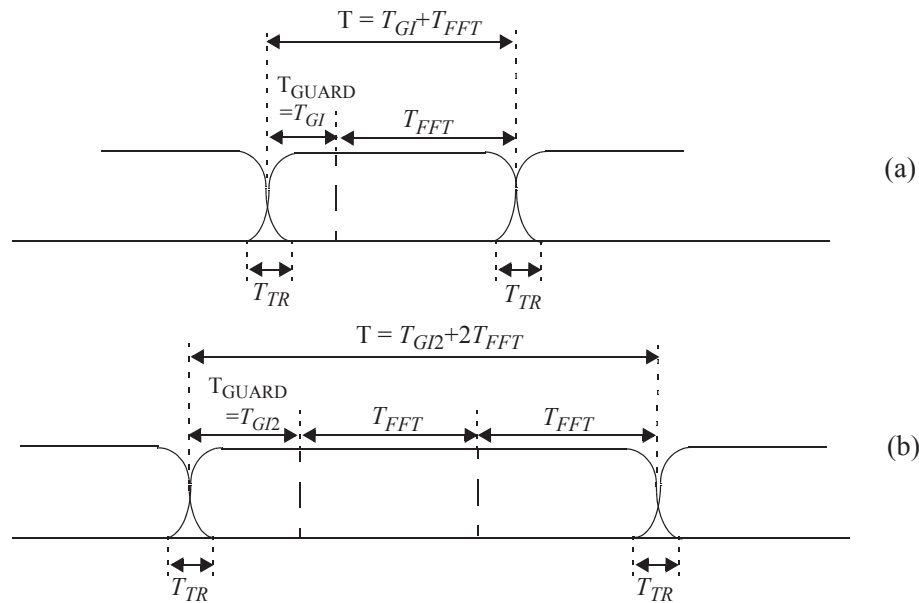 T = T_GI+T_FFT
T_GUARD
=T_GI
T_FFT
(a)
T_TR
T_TR
T = T_GI2+2T_FFT
T_GUARD
=T_GI2
T_FFT
T_FFT
(b)
T_TR
T_TR